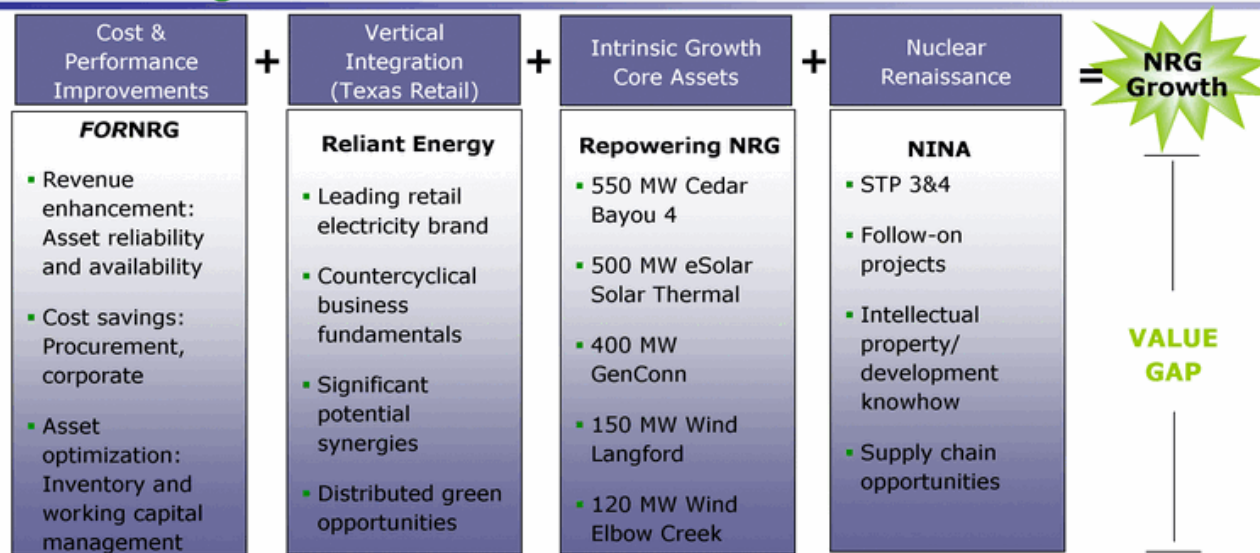 Cost &
Performance
Improvements
+
Vertical
Integration
(Texas Retail)
+
Intrinsic Growth
Core Assets
+
Nuclear
Renaissance
=
NRG
Growth
FORNRG
▪ Revenue
enhancement:
Asset reliability
and availability
▪ Cost savings:
Procurement,
corporate
▪ Asset
optimization:
Inventory and
working capital
management
Reliant Energy
▪ Leading retail
electricity brand
▪ Countercyclical
business
fundamentals
▪ Significant
potential
synergies
▪ Distributed green
opportunities
Repowering NRG
▪ 550 MW Cedar
Bayou 4
▪ 500 MW eSolar
Solar Thermal
▪ 400 MW
GenConn
▪ 150 MW Wind
Langford
▪ 120 MW Wind
Elbow Creek
NINA
▪ STP 3&4
▪ Follow-on
projects
▪ Intellectual
property/
development
knowhow
▪ Supply chain
opportunities
VALUE
GAP